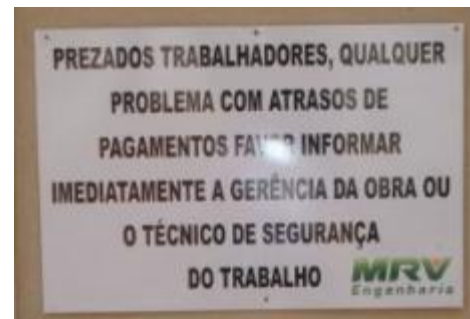 PREZADOS TRABALHADORES, QUALQUER
PROBLEMA COM ATRASOS DE
PAGAMENTOS FAVOR INFORMAR
IMEDIATAMENTE A GERÊNCIA DA OBRA OU
O TÉCNICO DE SEGURANÇA
DO TRABALHO
MRV
Engenharia